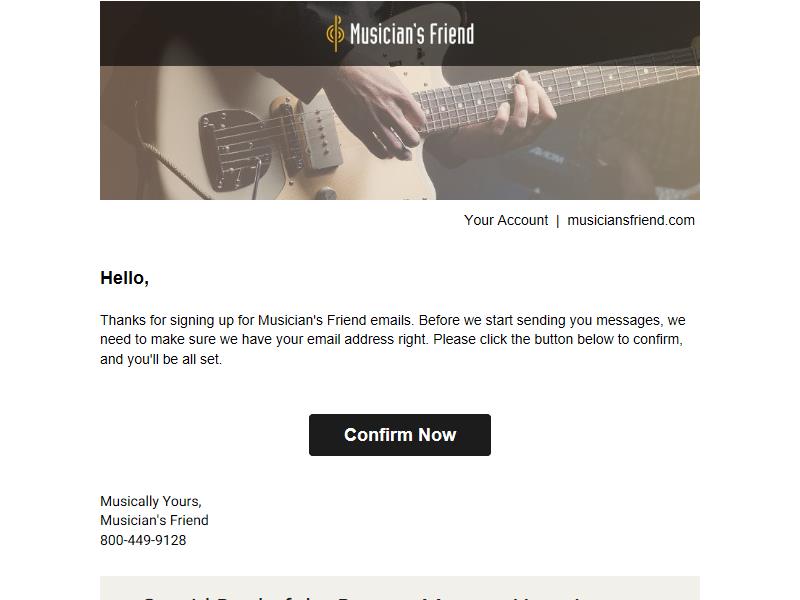 Musician's Friend
Your Account | musiciansfriend.com
Hello,
Thanks for signing up for Musician's Friend emails. Before we start sending you messages, we
need to make sure we have your email address right. Please click the button below to confirm,
and you'll be all set.
Confirm Now
Musically Yours,
Musician's Friend
800-449-9128